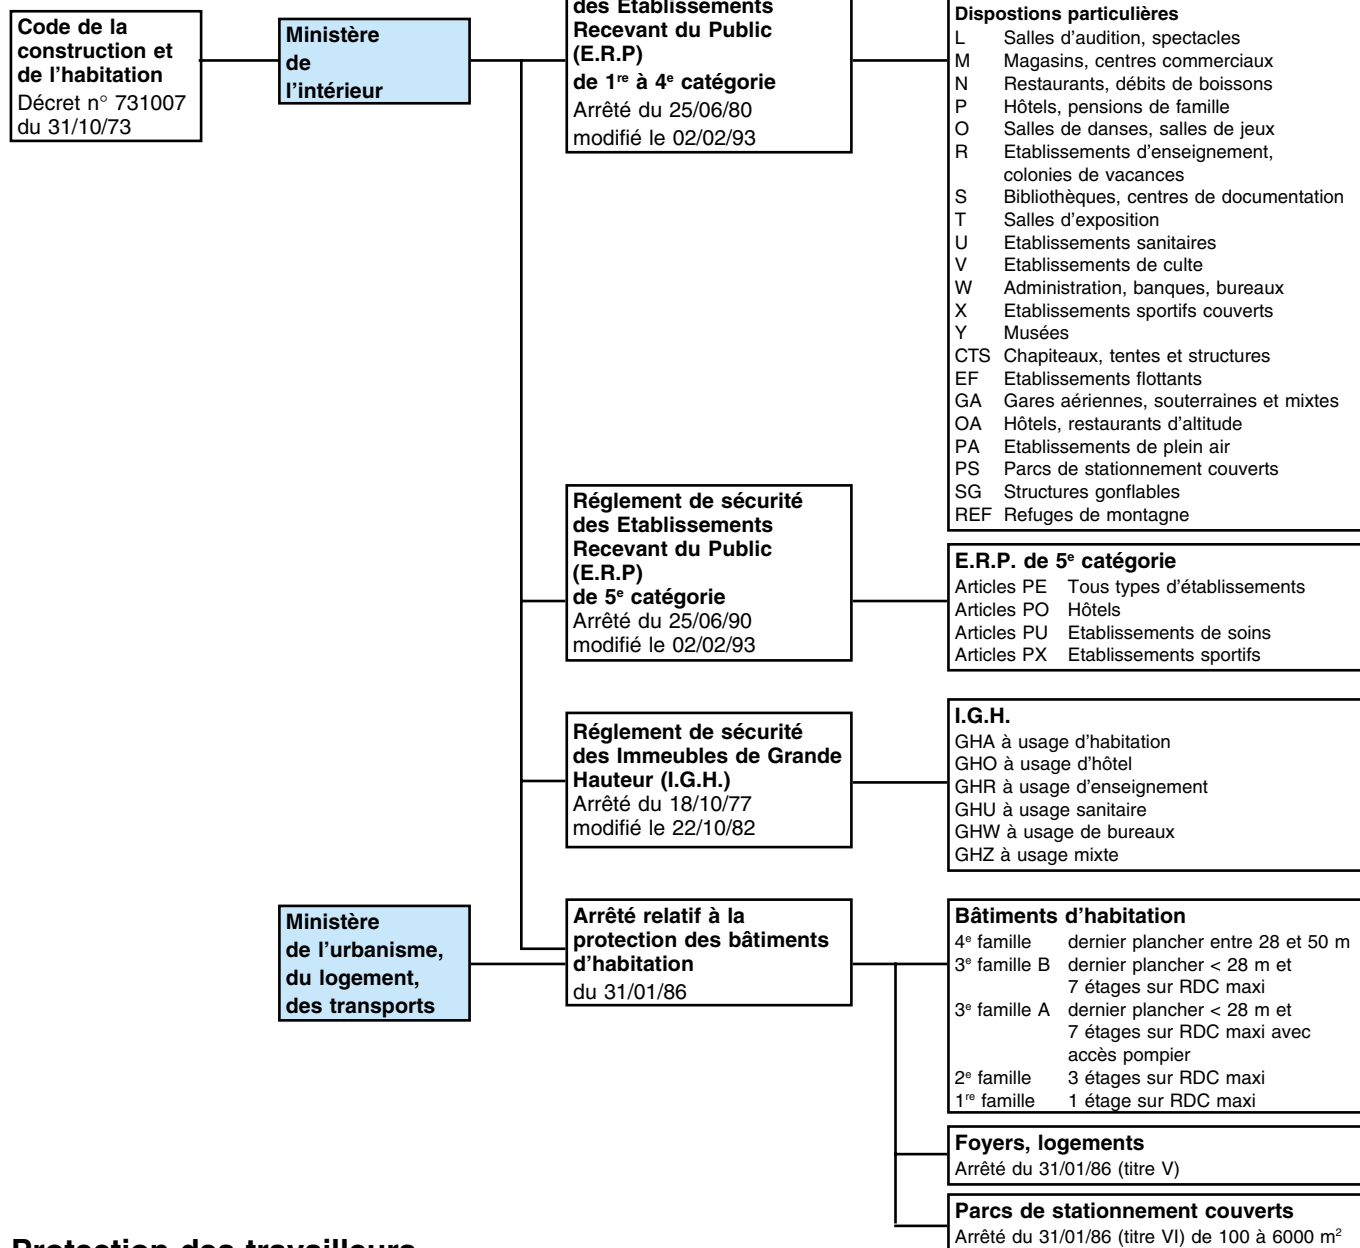 Code de la
construction et
de l'habitation
Décret n° 731007
du 31/10/73
Ministère
de
l'intérieur
des Etablissements
Recevant du Public
(E.R.P)
de 1re à 4e catégorie
Arrêté du 25/06/80
modifié le 02/02/93
Dispostions particulières
L Salles d'audition, spectacles
M Magasins, centres commerciaux
N Restaurants, débits de boissons
P Hôtels, pensions de famille
O Salles de danses, salles de jeux
R Etablissements d'enseignement,
colonies de vacances
S Bibliothèques, centres de documentation
T Salles d'exposition
U Etablissements sanitaires
V Etablissements de culte
W Administration, banques, bureaux
X Etablissements sportifs couverts
Y Musées
CTS Chapiteaux, tentes et structures
EF Etablissements flottants
GA Gares aériennes, souterraines et mixtes
OA Hôtels, restaurants d'altitude
PA Etablissements de plein air
PS Parcs de stationnement couverts
SG Structures gonflables
REF Refuges de montagne
Réglement de sécurité
des Etablissements
Recevant du Public
(E.R.P)
de 5e catégorie
Arrêté du 25/06/90
modifié le 02/02/93
E.R.P. de 5e catégorie
Articles PE Tous types d'établissements
Articles PO Hôtels
Articles PU Etablissements de soins
Articles PX Etablissements sportifs
Réglement de sécurité
des Immeubles de Grande
Hauteur (I.G.H.)
Arrêté du 18/10/77
modifié le 22/10/82
I.G.H.
GHA à usage d'habitation
GHO à usage d'hôtel
GHR à usage d'enseignement
GHU à usage sanitaire
GHW à usage de bureaux
GHZ à usage mixte
Ministère
de l'urbanisme,
du logement,
des transports
Arrêté relatif à la
protection des bâtiments
d'habitation
du 31/01/86
Bâtiments d'habitation
4e famille dernier plancher entre 28 et 50 m
3e famille B dernier plancher < 28 m et
7 étages sur RDC maxi
3e famille A dernier plancher < 28 m et
7 étages sur RDC maxi avec
accès pompier
2e famille 3 étages sur RDC maxi
1re famille 1 étage sur RDC maxi
Foyers, logements
Arrêté du 31/01/86 (titre V)
Parcs de stationnement couverts
Arrêté du 31/01/86 (titre VI) de 100 à 6000 m²
Protection des travailleurs